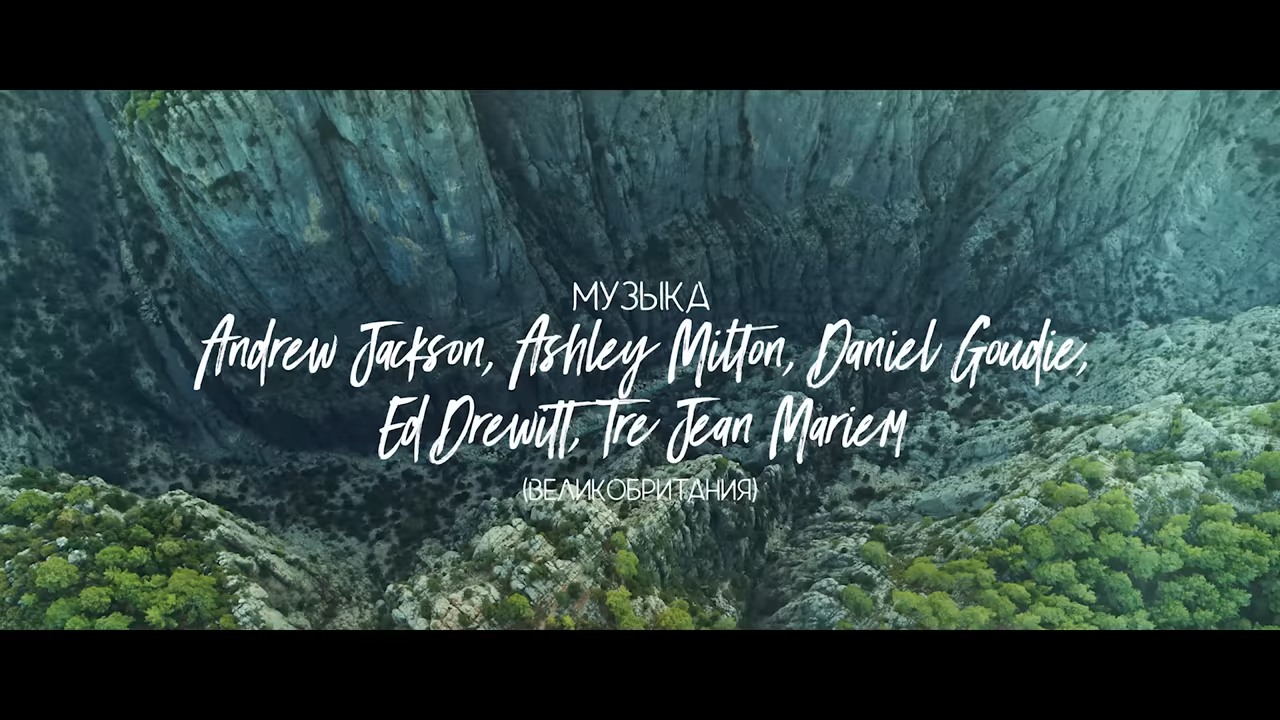 МУЗЫКА
Andrew Jackson, Ashley Milton, Daniel Goudie,
Ed Drewitt, Tre Jean Mariem
(ВЕЛИКОБРИТАНИЯ)